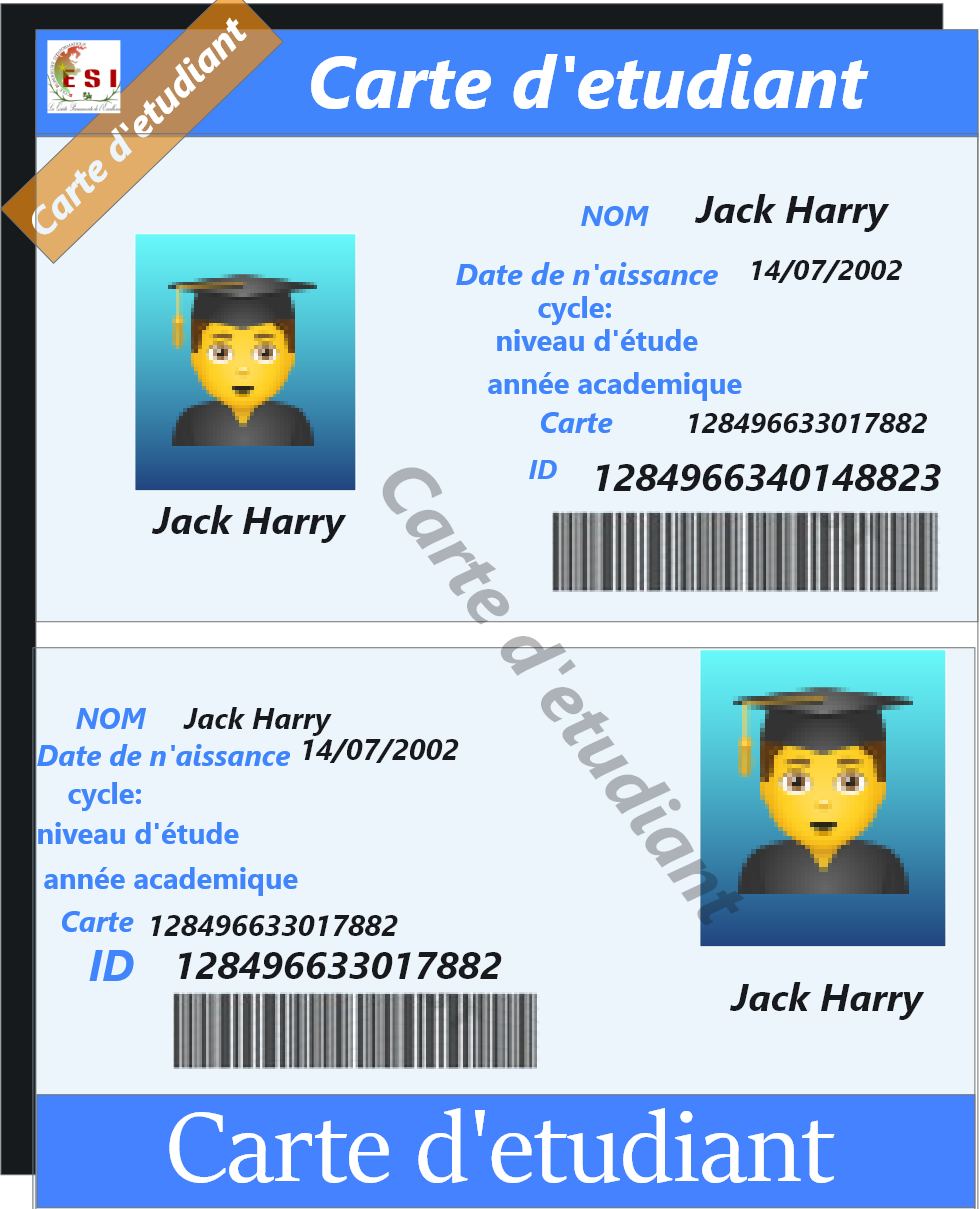 Carte d'etudiant
ESI
Carte d'etudiant
NOM Jack Harry
Date de n'aissance 14/07/2002
cycle:
niveau d'étude
année academique
Carte 128496633017882
ID 1284966340148823
Jack Harry
Carte d'etudiant
NOM Jack Harry
Date de n'aissance 14/07/2002
cycle:
niveau d'étude
année academique
Carte 128496633017882
ID 128496633017882
Jack Harry
Carte d'etudiant